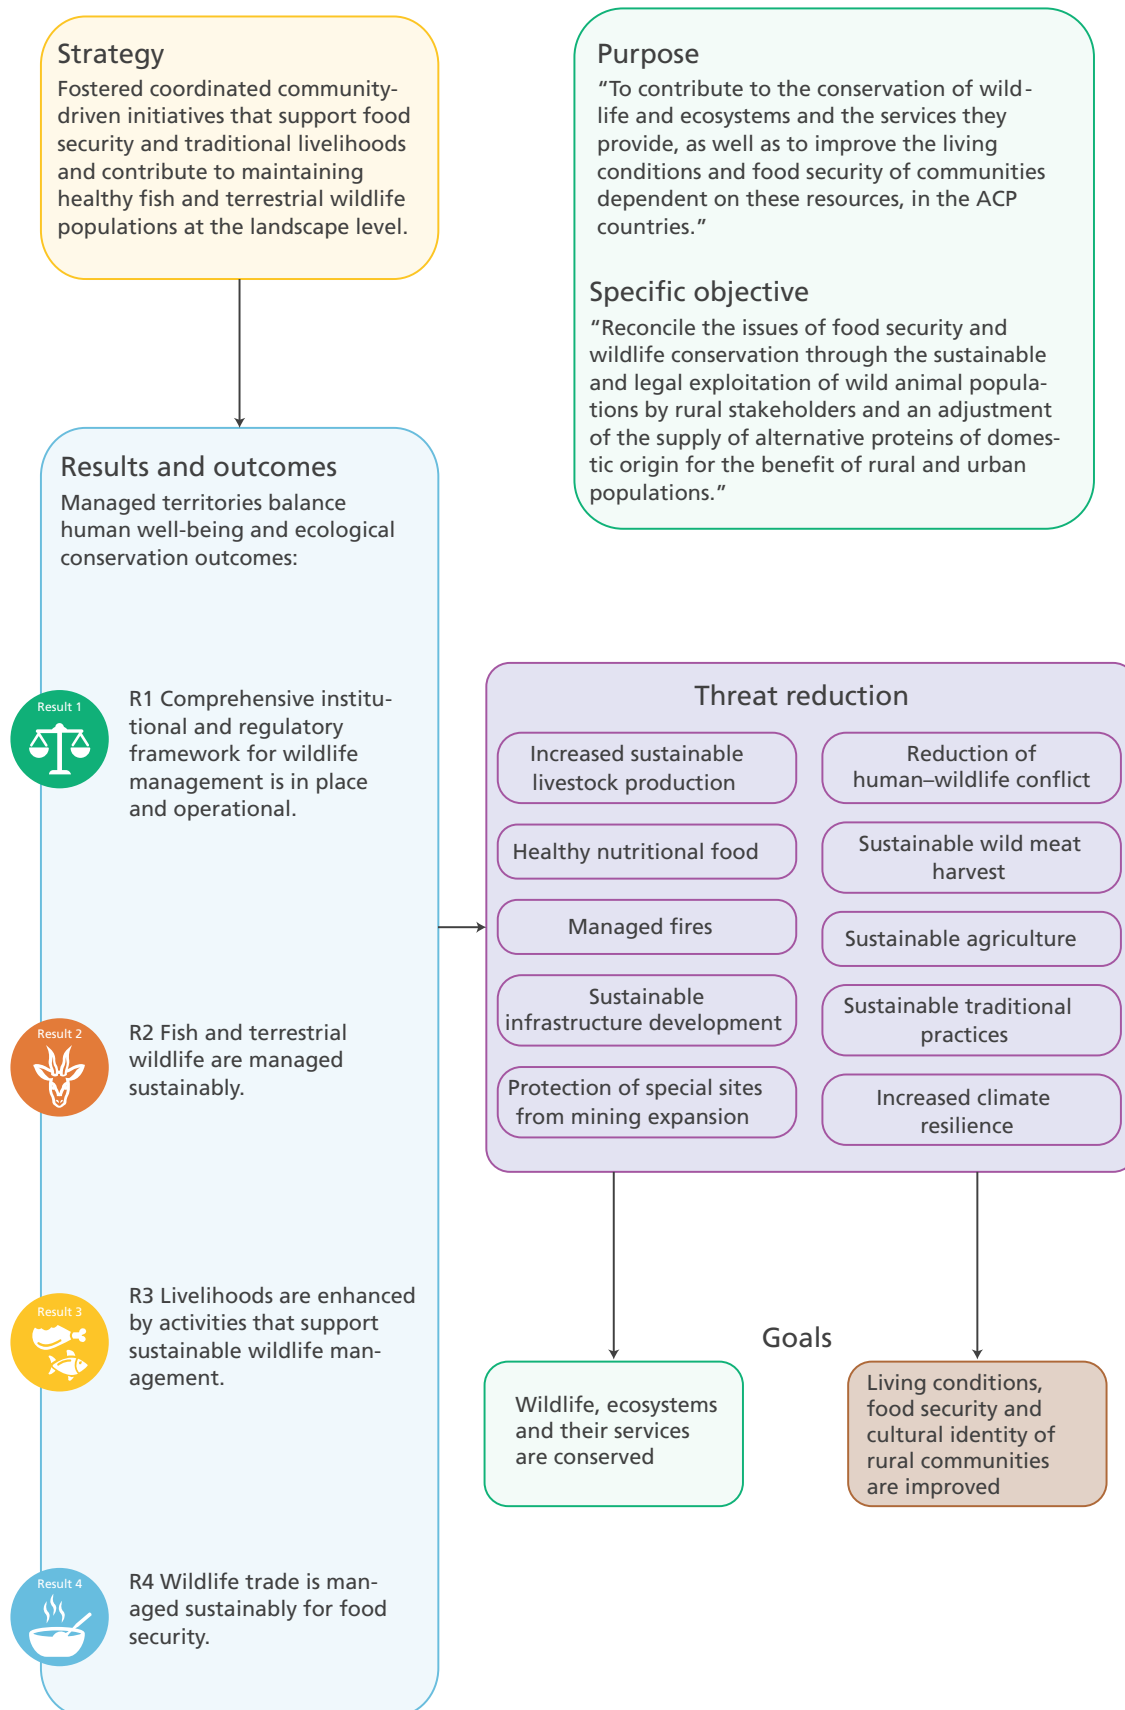 Strategy
Fostered coordinated community-
driven initiatives that support food
security and traditional livelihoods
and contribute to maintaining
healthy fish and terrestrial wildlife
populations at the landscape level.
Purpose
“To contribute to the conservation of wild-
life and ecosystems and the services they
provide, as well as to improve the living
conditions and food security of communities
dependent on these resources, in the ACP
countries.”
Specific objective
“Reconcile the issues of food security and
wildlife conservation through the sustainable
and legal exploitation of wild animal popula-
tions by rural stakeholders and an adjustment
of the supply of alternative proteins of domes-
tic origin for the benefit of rural and urban
populations.”
Results and outcomes
Managed territories balance
human well-being and ecological
conservation outcomes:
Result 1
R1 Comprehensive institu-
tional and regulatory
framework for wildlife
management is in place
and operational.
Result 2
R2 Fish and terrestrial
wildlife are managed
sustainably.
Result 3
R3 Livelihoods are enhanced
by activities that support
sustainable wildlife man-
agement.
Result 4
R4 Wildlife trade is man-
aged sustainably for food
security.
Threat reduction
Increased sustainable
livestock production
Healthy nutritional food
Managed fires
Sustainable
infrastructure development
Protection of special sites
from mining expansion
Reduction of
human–wildlife conflict
Sustainable wild meat
harvest
Sustainable agriculture
Sustainable traditional
practices
Increased climate
resilience
Goals
Wildlife, ecosystems
and their services
are conserved
Living conditions,
food security and
cultural identity of
rural communities
are improved